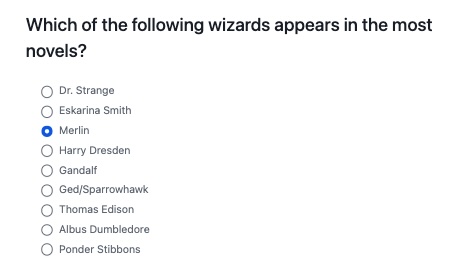 Which of the following wizards appears in the most
novels?
Dr. Strange
Eskarina Smith
Merlin
Harry Dresden
Gandalf
Ged/Sparrowhawk
Thomas Edison
Albus Dumbledore
Ponder Stibbons